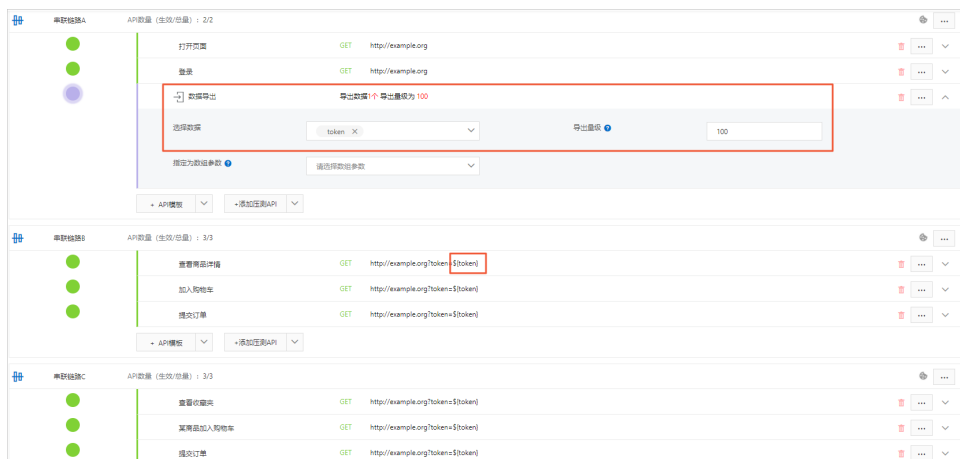 串联链路A API数量（生效/总量）: 2/2 ...
打开页面 GET http://example.org ...
登录 GET http://example.org ...
数据导出 导出数据1个 导出量级为 100 ...
选择数据 token × 导出量级 ? 100
指定为数组参数 ? 请选择数组参数
+ API模板 +添加压测API
串联链路B API数量（生效/总量）: 3/3 ...
查看商品详情 GET http://example.org?token=${token} ...
加入购物车 GET http://example.org?token=${token} ...
提交订单 GET http://example.org?token=${token} ...
+ API模板 +添加压测API
串联链路C API数量（生效/总量）: 3/3 ...
查看收藏夹 GET http://example.org?token=${token} ...
某商品加入购物车 GET http://example.org?token=${token} ...
提交订单 GET http://example.org?token=${token} ...